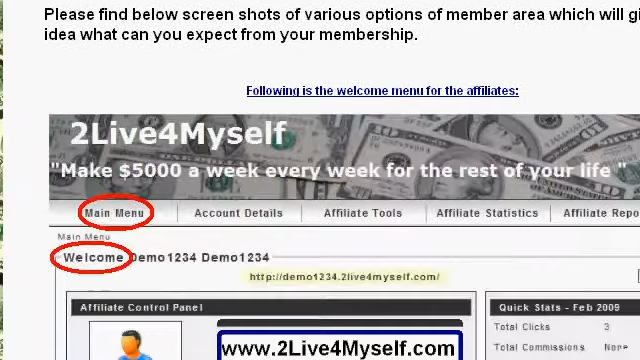 Please find below screen shots of various options of member area which will gi
idea what can you expect from your membership.
Following is the welcome menu for the affiliates:
2Live4Myself
"Make $5000 a week every week for the rest of your life "
Main Menu Account Details Affiliate Tools Affiliate Statistics Affiliate Repo
Main Menu
Welcome Demo1234 Demo1234
http://demo1234.2live4myself.com/
Affiliate Control Panel Quick Stats - Feb 2009
Total Clicks 3
Total Commissions None
www.2Live4Myself.com